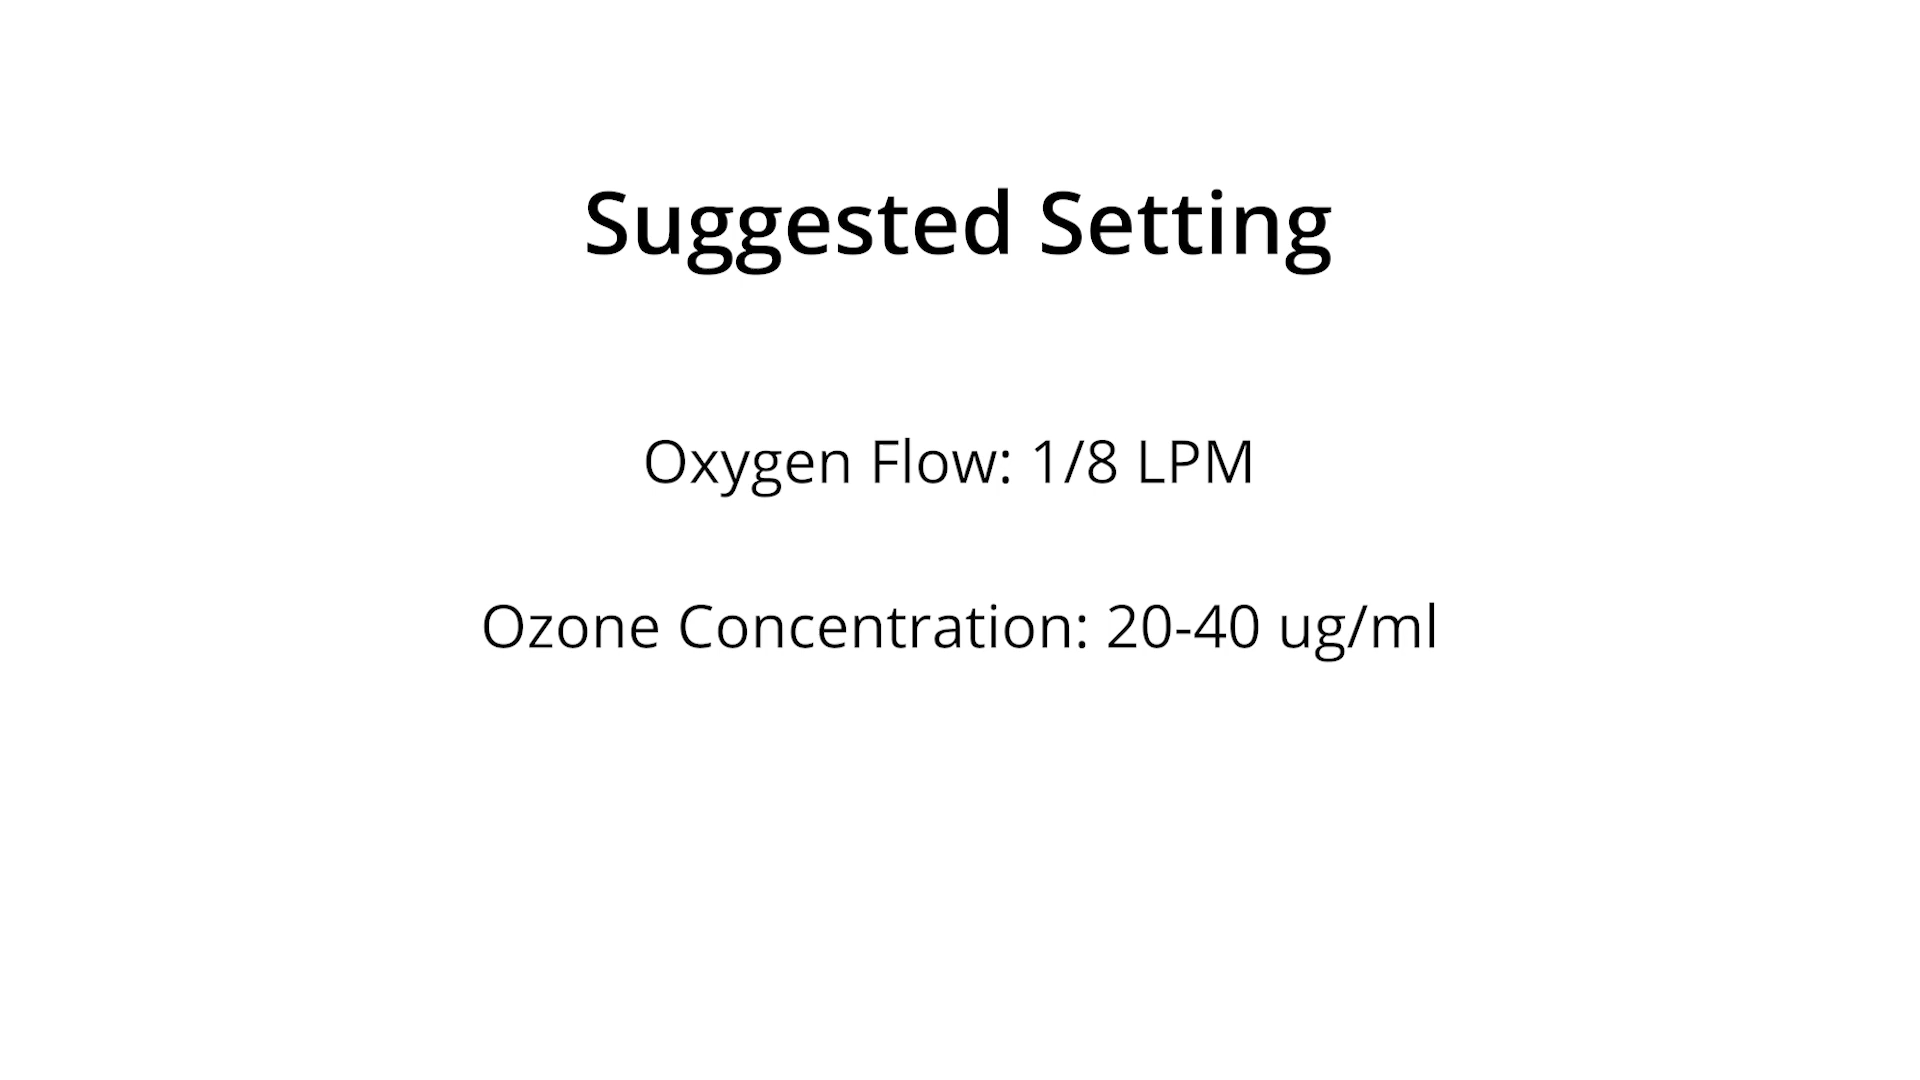 Suggested Setting
Oxygen Flow: 1/8 LPM
Ozone Concentration: 20-40 ug/ml